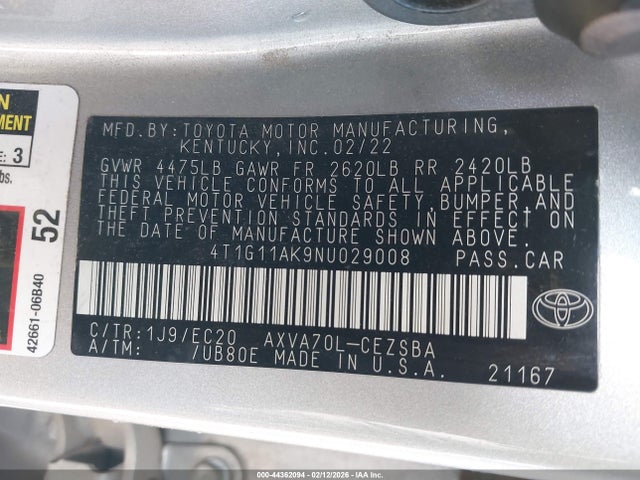 MFD.BY:TOYOTA MOTOR MANUFACTURING,
KENTUCKY, INC.02/22
GVWR 4475LB GAWR FR 2620LB RR 2420LB
THIS VEHICLE CONFORMS TO ALL APPLICABLE
FEDERAL MOTOR VEHICLE SAFETY, BUMPER,AND
THEFT PREVENTION STANDARDS IN EFFECT ON
THE DATE OF MANUFACTURE SHOWN ABOVE.
4T1G11AK9NU029008 PASS.CAR
C/TR:1J9/EC20 AXVA70L-CEZSBA
A/TM: /UB80E MADE IN U.S.A.
21167
N
MENT
E: 3
bs.
52
42661-06B40
000-44362094 - 02/12/2026 - IAAI.COM